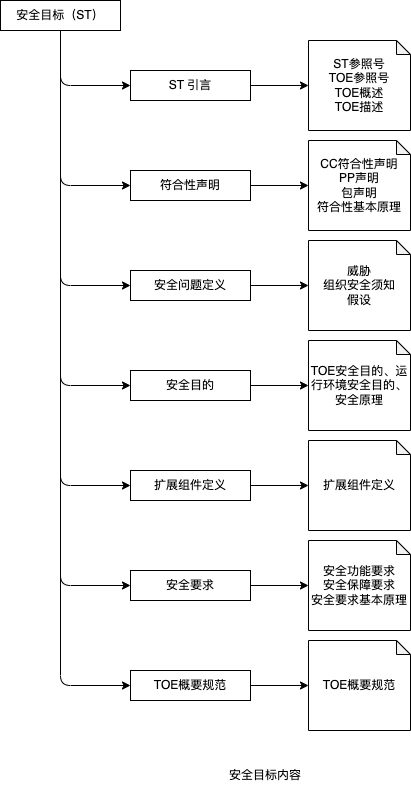 安全目标（ST）
ST 引言
ST参照号
TOE参照号
TOE概述
TOE描述
符合性声明
CC符合性声明
PP声明
包声明
符合性基本原理
安全问题定义
威胁
组织安全须知
假设
安全目的
TOE安全目的、运
行环境安全目的、
安全原理
扩展组件定义
扩展组件定义
安全要求
安全功能要求
安全保障要求
安全要求基本原理
TOE概要规范
TOE概要规范
安全目标内容